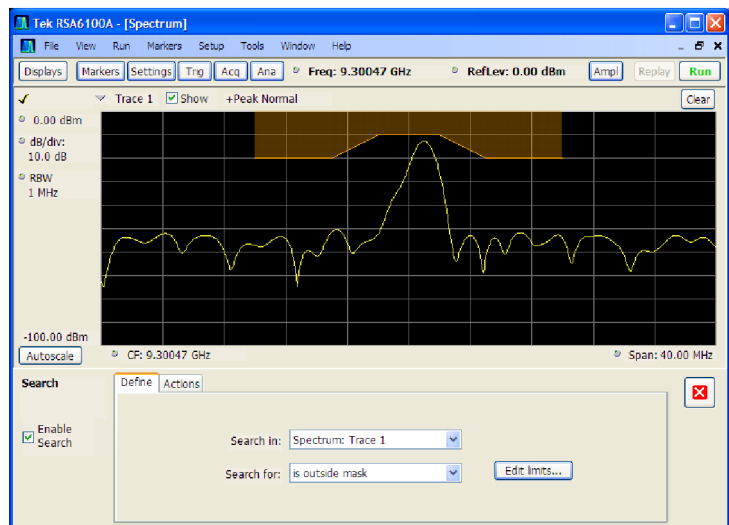 Tek RSA6100A - [Spectrum]
File View Run Markers Setup Tools Window Help
Displays Markers Settings Trig Acq Ana Freq: 9.30047 GHz RefLev: 0.00 dBm Ampl Replay Run
Trace 1 Show +Peak Normal Clear
0.00 dBm
dB/div:
10.0 dB
RBW
1 MHz
-100.00 dBm
Autoscale CF: 9.30047 GHz Span: 40.00 MHz
Search Define Actions
Enable
Search
Search in: Spectrum: Trace 1
Search for: is outside mask Edit limits...